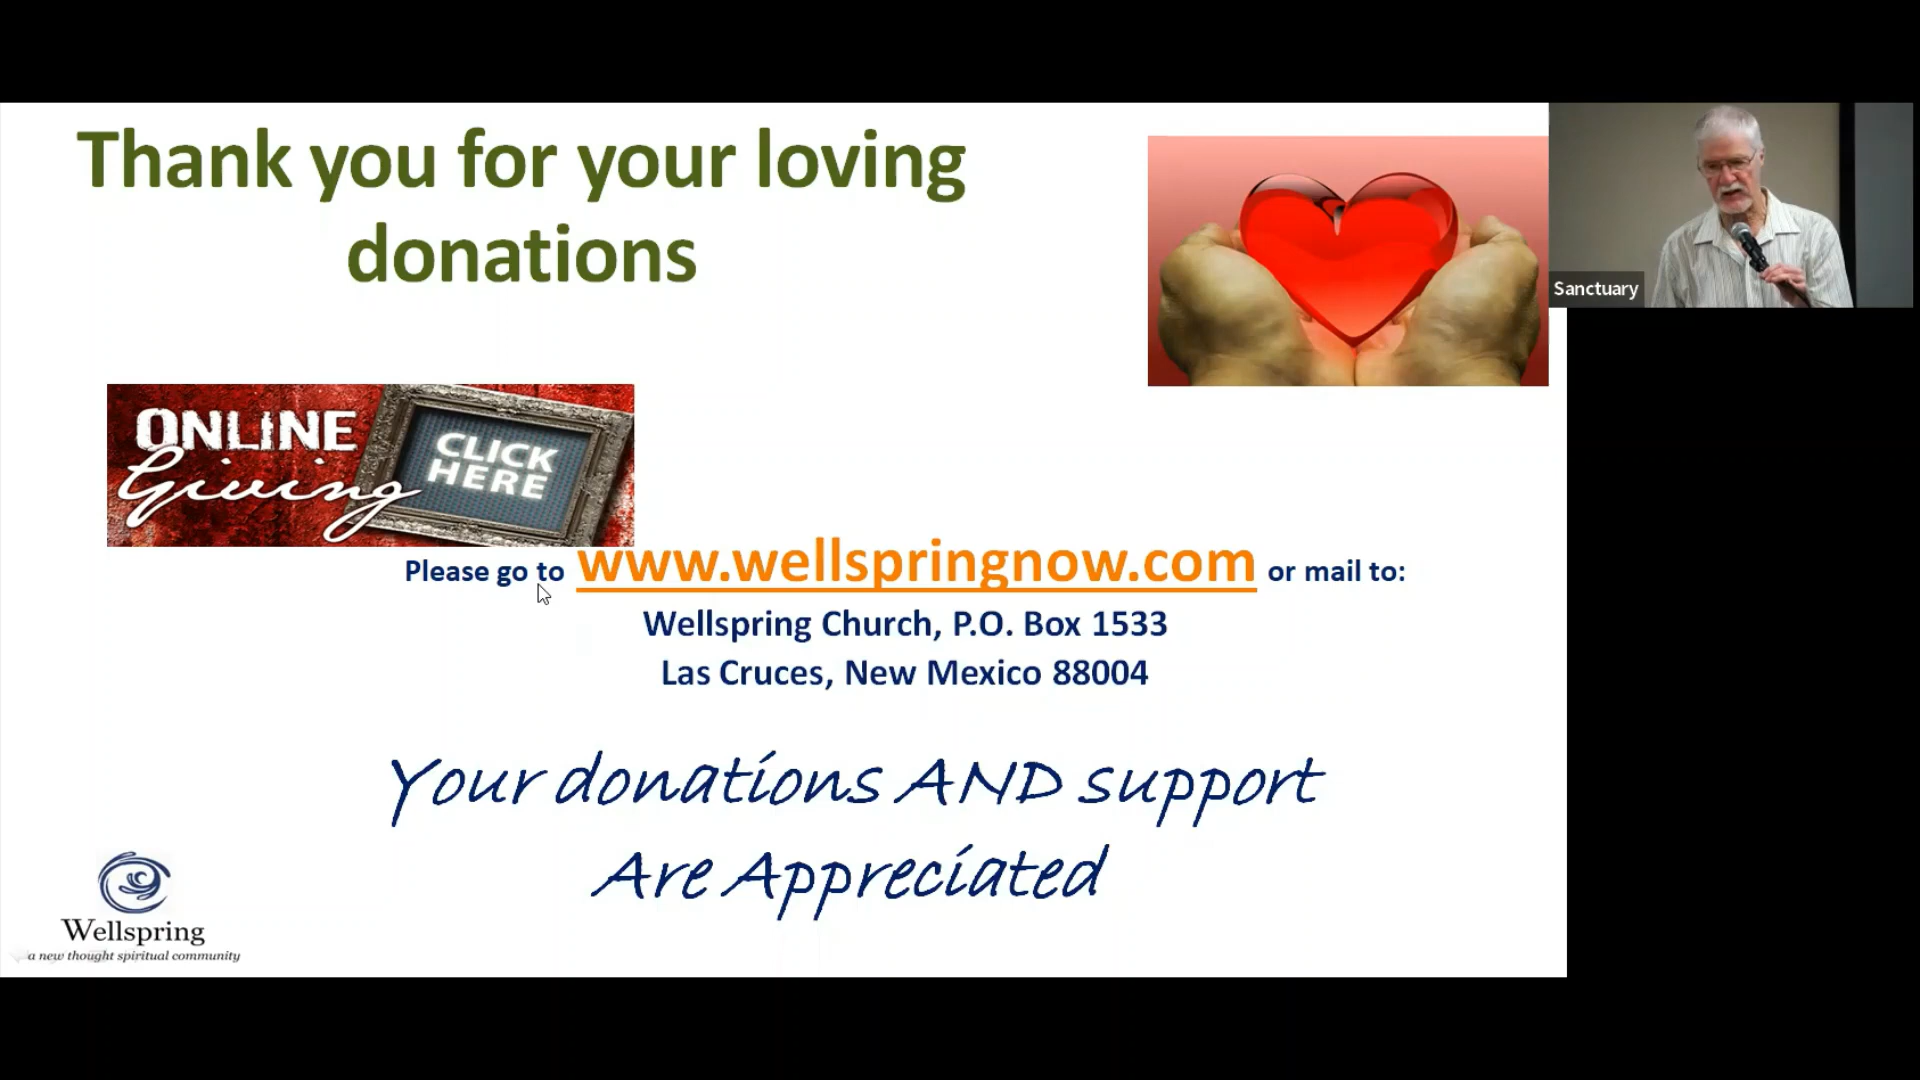 Thank you for your loving
donations
Sanctuary
ONLINE
Giving
CLICK
HERE
Please go to www.wellspringnow.com or mail to:
Wellspring Church, P.O. Box 1533
Las Cruces, New Mexico 88004
Your donations AND support
Are Appreciated
Wellspring
a new thought spiritual community